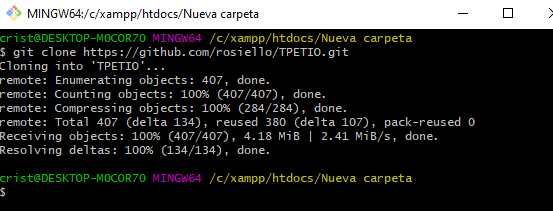 MINGW64:/c/xampp/htdocs/Nueva carpeta
crist@DESKTOP-MOCOR70 MINGW64 /c/xampp/htdocs/Nueva carpeta
$ git clone https://github.com/rosiello/TPETIO.git
Cloning into 'TPETIO'...
remote: Enumerating objects: 407, done.
remote: Counting objects: 100% (407/407), done.
remote: Compressing objects: 100% (284/284), done.
remote: Total 407 (delta 134), reused 380 (delta 107), pack-reused 0
Receiving objects: 100% (407/407), 4.18 MiB | 2.41 MiB/s, done.
Resolving deltas: 100% (134/134), done.
crist@DESKTOP-MOCOR70 MINGW64 /c/xampp/htdocs/Nueva carpeta
$